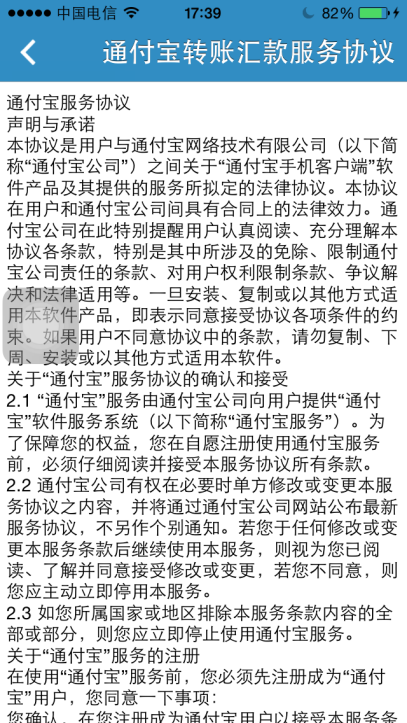 中国电信 17:39 82%
通付宝转账汇款服务协议
通付宝服务协议
声明与承诺
本协议是用户与通付宝网络技术有限公司（以下简
称“通付宝公司”）之间关于“通付宝手机客户端”软
件产品及其提供的服务所拟定的法律协议。本协议
在用户和通付宝公司间具有合同上的法律效力。通
付宝公司在此特别提醒用户认真阅读、充分理解本
协议各条款，特别是其中所涉及的免除、限制通付
宝公司责任的条款、对用户权利限制条款、争议解
决和法律适用等。一旦安装、复制或以其他方式适
用本软件产品，即表示同意接受协议各项条件的约
束。如果用户不同意协议中的条款，请勿复制、下
周、安装或以其他方式适用本软件。
关于“通付宝”服务协议的确认和接受
2.1 “通付宝”服务由通付宝公司向用户提供“通付
宝”软件服务系统（以下简称“通付宝服务”）。为
了保障您的权益，您在自愿注册使用通付宝服务
前，必须仔细阅读并接受本服务协议所有条款。
2.2 通付宝公司有权在必要时单方修改或变更本服
务协议之内容，并将通过通付宝公司网站公布最新
服务协议，不另作个别通知。若您于任何修改或变
更本服务条款后继续使用本服务，则视为您已阅
读、了解并同意接受修改或变更，若您不同意，则
您应主动立即停用本服务。
2.3 如您所属国家或地区排除本服务条款内容的全
部或部分，则您应立即停止使用通付宝服务。
关于“通付宝”服务的注册
在使用“通付宝”服务前，您必须先注册成为“通付
宝”用户，您同意一下事项：
您确认，在您注册成为通付宝用户以接受本服务条